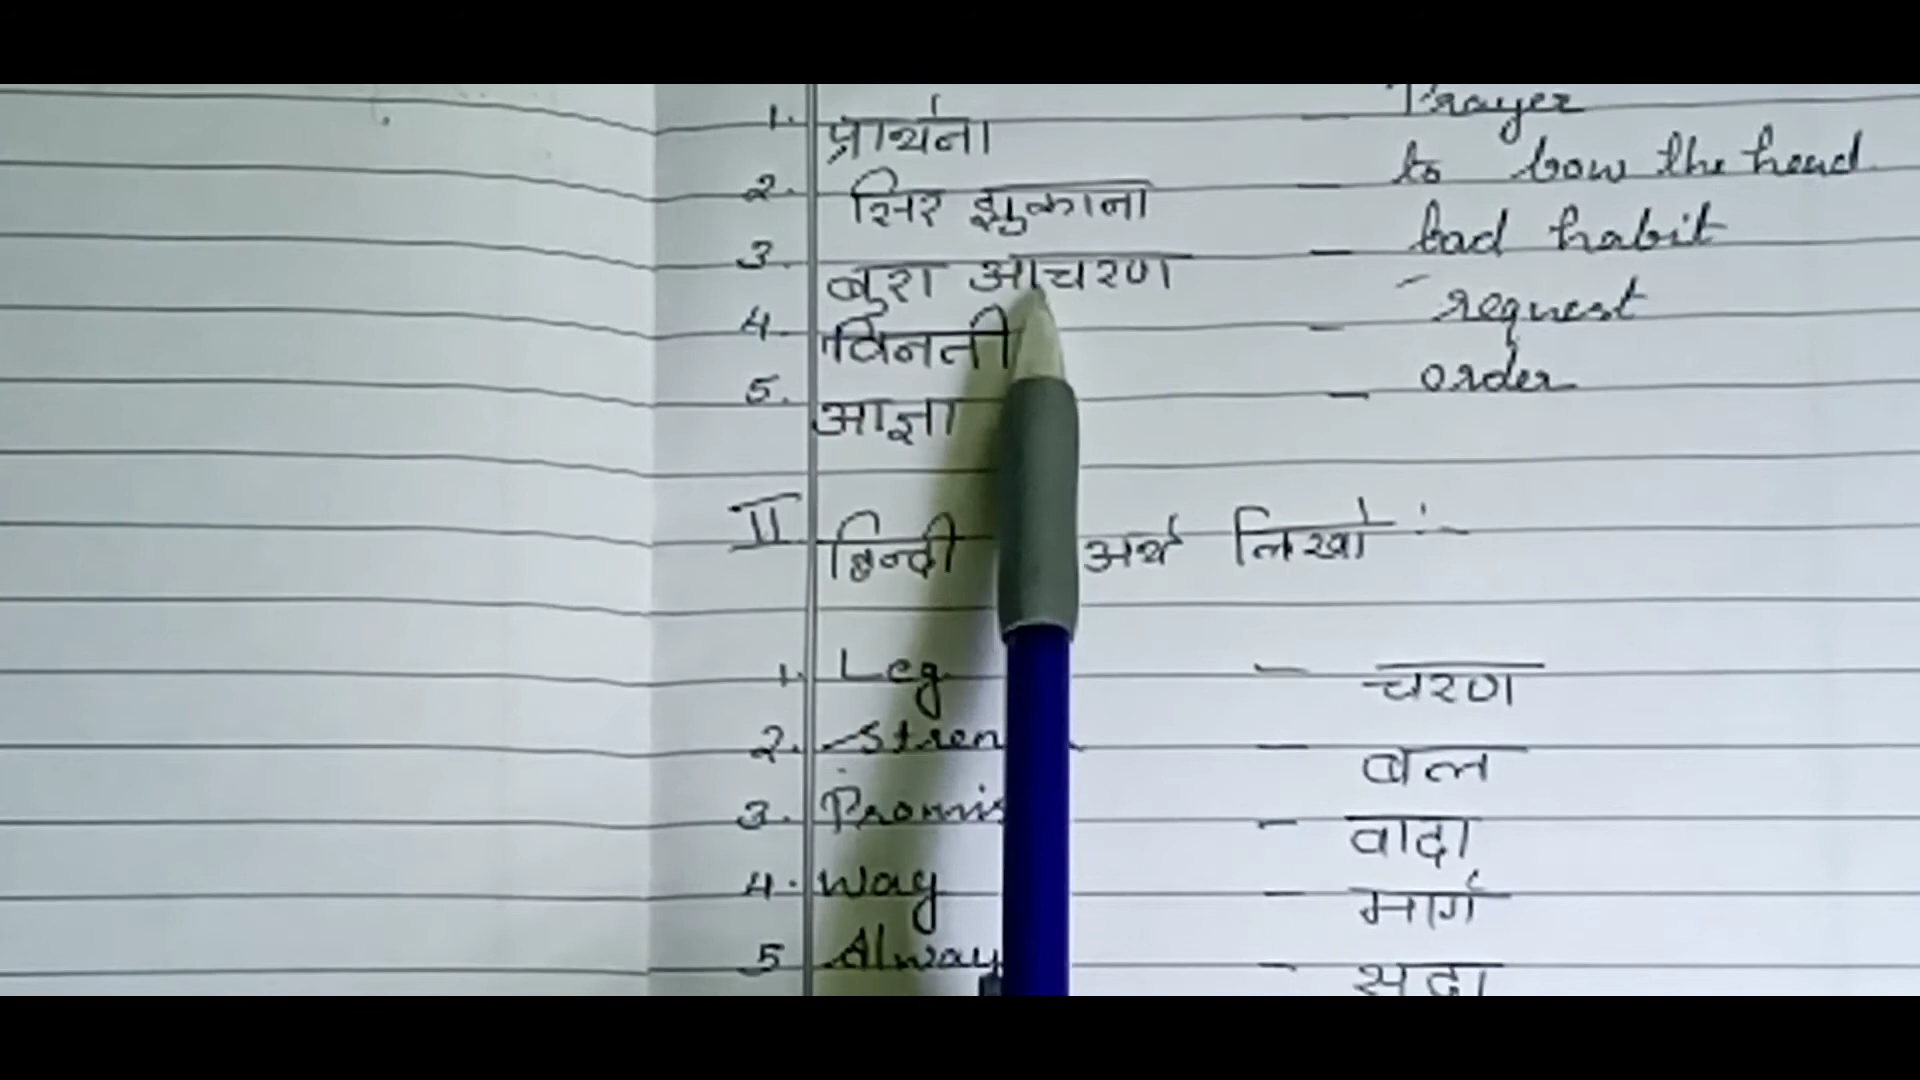 1. प्रार्थना - Prayer
2. सिर झुकाना - to bow the head
3. बुरा आचरण - bad habit
4. विनती - request
5. आज्ञा - order
II हिन्दी अर्थ लिखो :-
1. Leg - चरण
2. - बल
3. - वादा
4. Way - मार्ग
5 - सदा